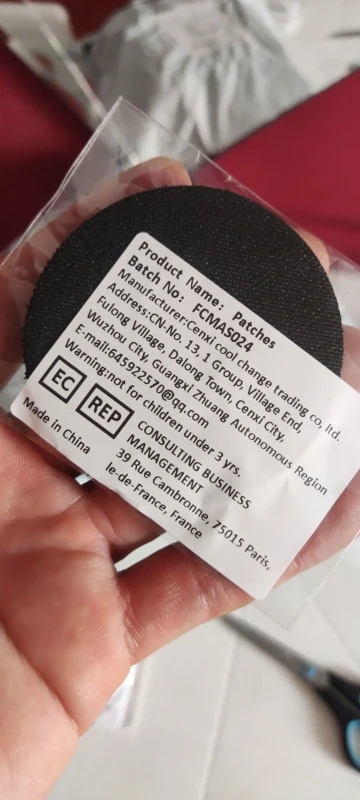 Product Name: Patches
Batch No: FCMAS024
Manufacturer:Cenxi cool change trading co, ltd.
Address:CN-No. 13, 1 Group, Village End,
Fulong Village, Dalong Town, Cenxi City,
Wuzhou City, Guangxi Zhuang Autonomous Region
E-mail:645922570@qq.com
Warning:not for children under 3 yrs.
EC REP
CONSULTING BUSINESS
MANAGEMENT
39 Rue Cambronne, 75015 Paris,
le-de-France, France
Made in China